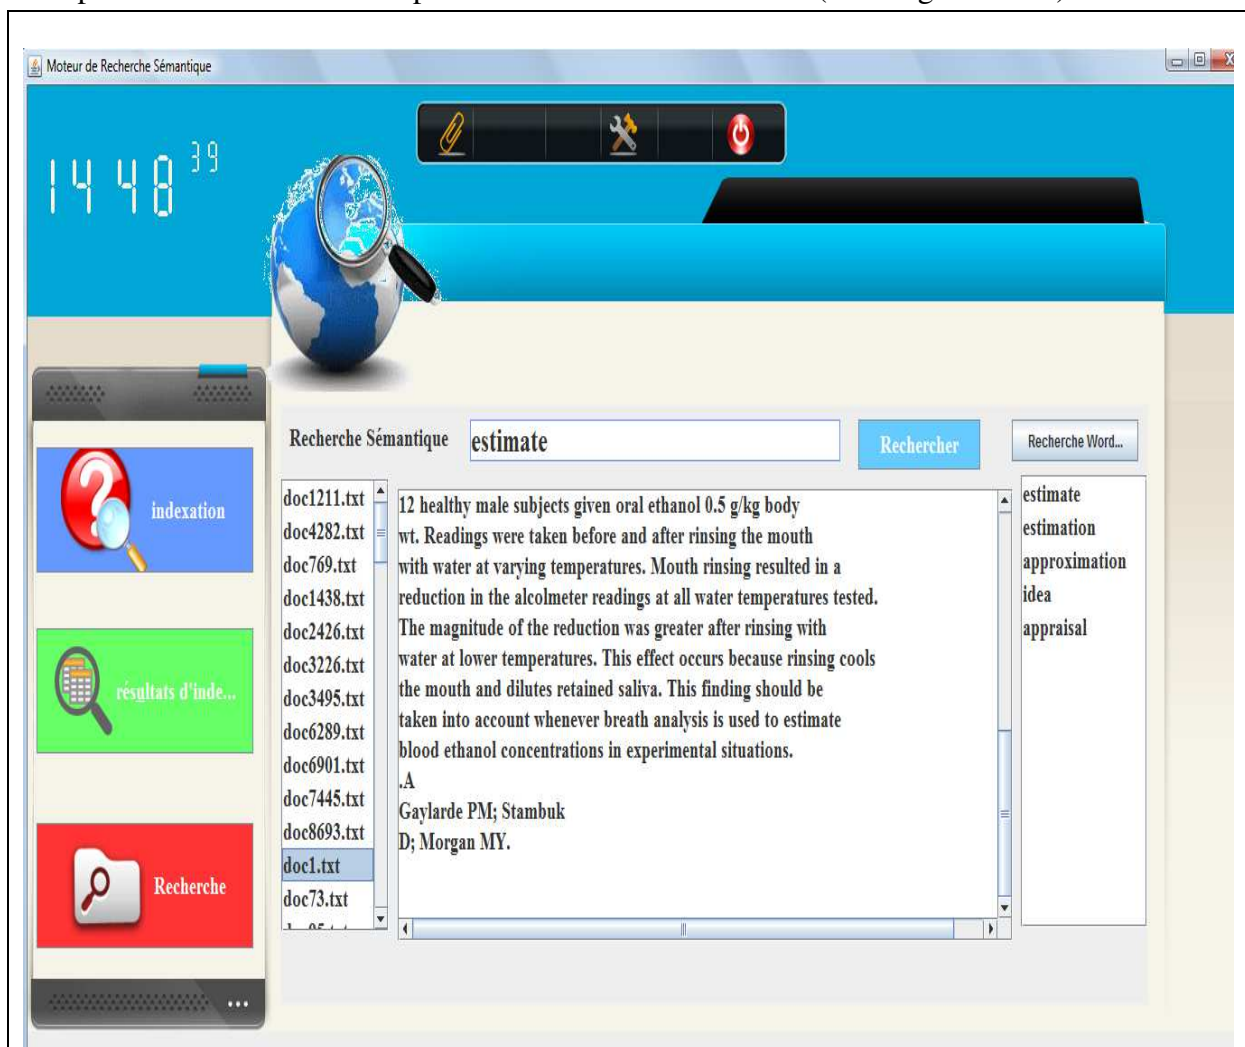 Moteur de Recherche Sémantique
14 48 39
Recherche Sémantique
estimate
Rechercher
Recherche Word...
indexation
résultats d'inde...
Recherche
doc1211.txt
doc4282.txt
doc769.txt
doc1438.txt
doc2426.txt
doc3226.txt
doc3495.txt
doc6289.txt
doc6901.txt
doc7445.txt
doc8693.txt
doc1.txt
doc73.txt
12 healthy male subjects given oral ethanol 0.5 g/kg body
wt. Readings were taken before and after rinsing the mouth
with water at varying temperatures. Mouth rinsing resulted in a
reduction in the alcolmeter readings at all water temperatures tested.
The magnitude of the reduction was greater after rinsing with
water at lower temperatures. This effect occurs because rinsing cools
the mouth and dilutes retained saliva. This finding should be
taken into account whenever breath analysis is used to estimate
blood ethanol concentrations in experimental situations.
.A
Gaylarde PM; Stambuk
D; Morgan MY.
estimate
estimation
approximation
idea
appraisal